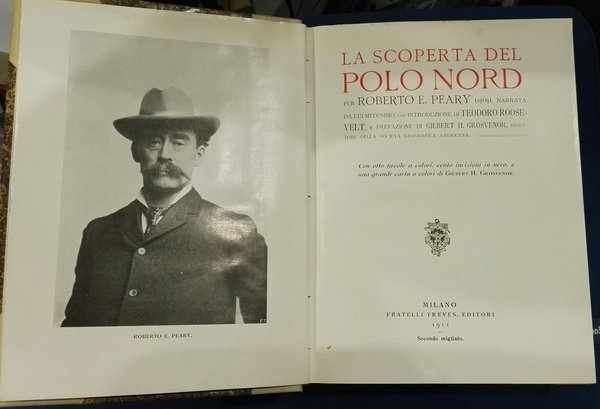 ROBERTO E. PEARY.
LA SCOPERTA DEL
POLO NORD
PER ROBERTO E. PEARY (1909), NARRATA
DA LUI MEDESIMO, CON INTRODUZIONE DI TEODORO ROOSE-
VELT, E PREFAZIONE DI GILBERT H. GROSVENOR, DIRET-
TORE DELLA SOCIETÀ GEOGRAFICA AMERICANA.
Con otto tavole a colori, cento incisioni in nero, e
una grande carta a colori di GILBERT H. GROSVENOR.
MILANO
FRATELLI TREVES, EDITORI
1911
Secondo migliaio.